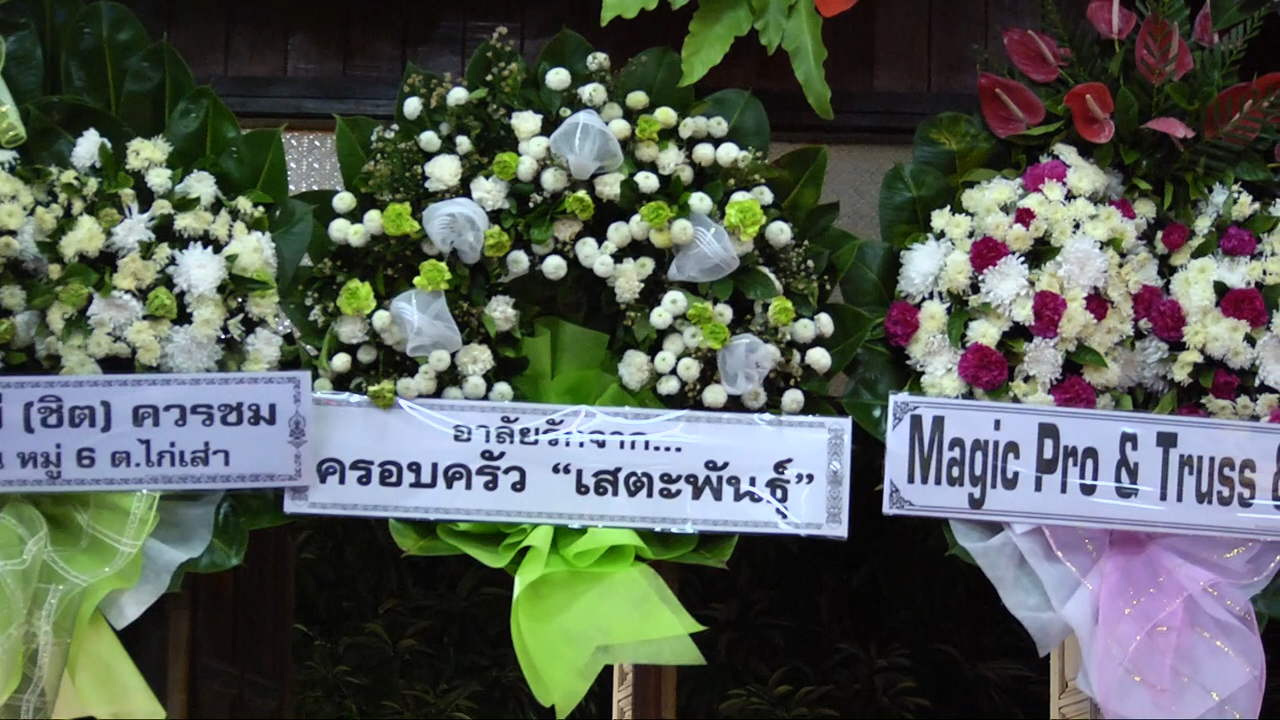 (ชิต) ควรชม
หมู่ 6 ต.ไก่เส่า
อาลัยรักจาก...
ครอบครัว “เสตะพันธุ์”
Magic Pro & Truss &